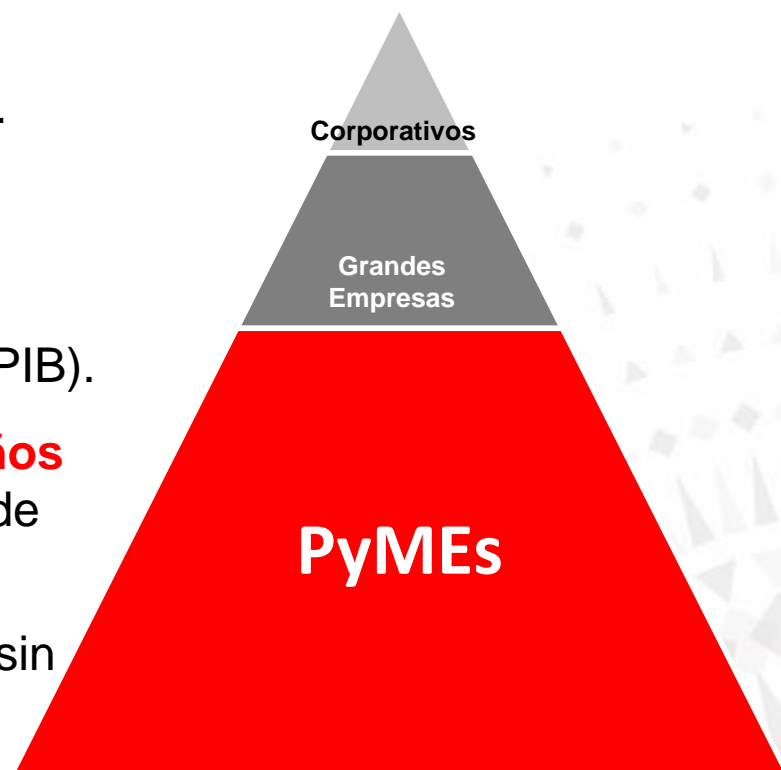 .
Corporativos
Grandes
Empresas
PIB).
ños
de
PyMEs
sin